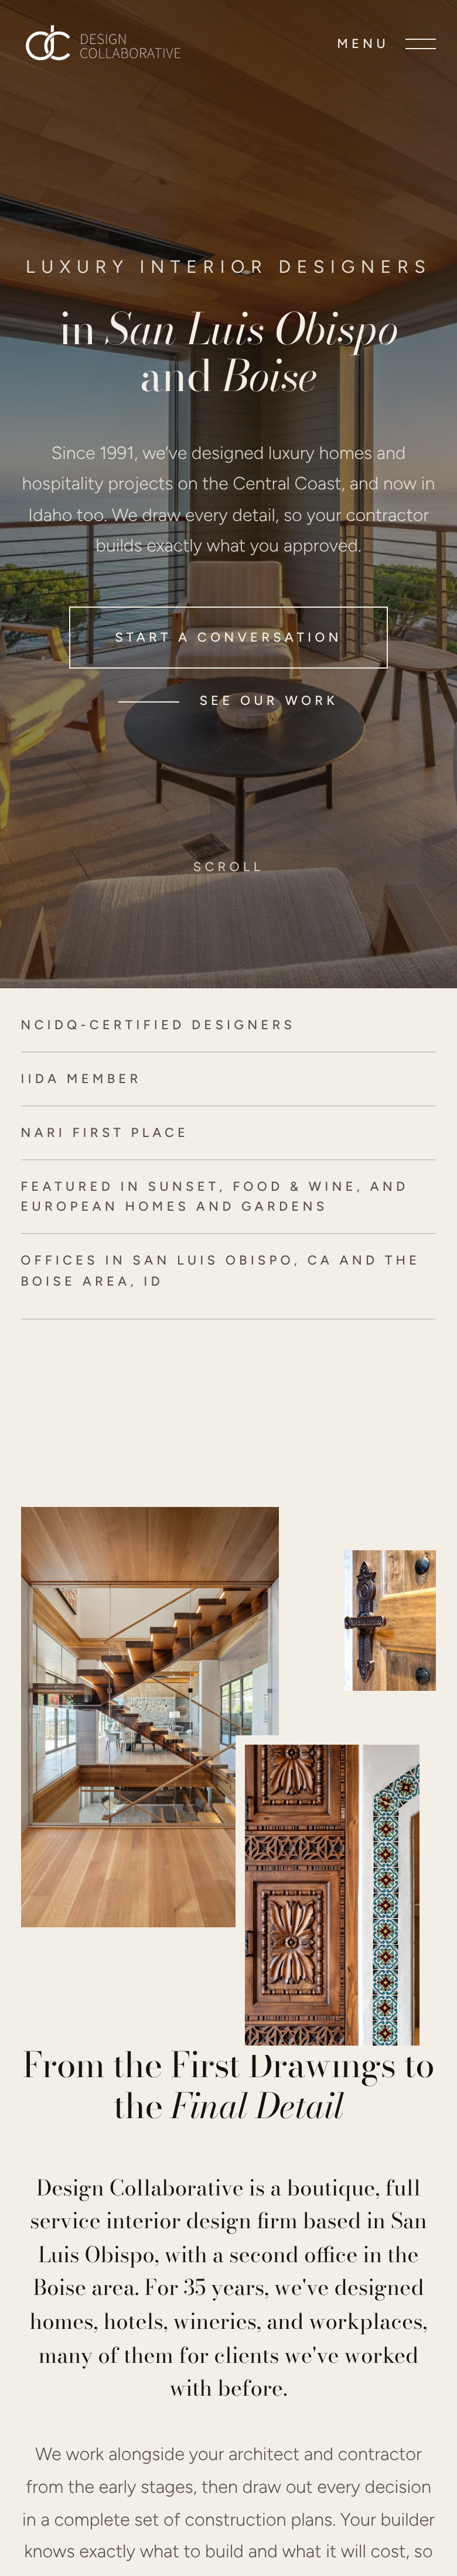 dc DESIGN
COLLABORATIVE
MENU
LUXURY INTERIOR DESIGNERS
in San Luis Obispo
and Boise
Since 1991, we've designed luxury homes and
hospitality projects on the Central Coast, and now in
Idaho too. We draw every detail, so your contractor
builds exactly what you approved.
START A CONVERSATION
SEE OUR WORK
SCROLL
NCIDQ-CERTIFIED DESIGNERS
IIDA MEMBER
NARI FIRST PLACE
FEATURED IN SUNSET, FOOD & WINE, AND
EUROPEAN HOMES AND GARDENS
OFFICES IN SAN LUIS OBISPO, CA AND THE
BOISE AREA, ID
From the First Drawings to
the Final Detail
Design Collaborative is a boutique, full
service interior design firm based in San
Luis Obispo, with a second office in the
Boise area. For 35 years, we've designed
homes, hotels, wineries, and workplaces,
many of them for clients we've worked
with before.
We work alongside your architect and contractor
from the early stages, then draw out every decision
in a complete set of construction plans. Your builder
knows exactly what to build and what it will cost, so